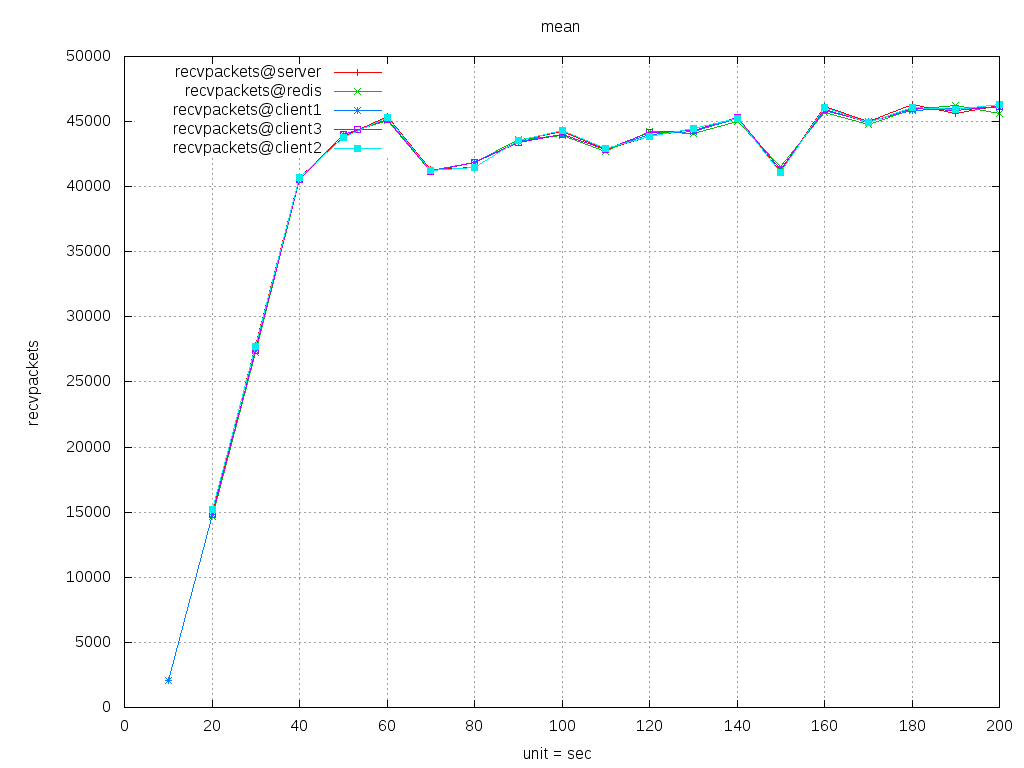 mean
50000
45000
40000
35000
30000
25000
20000
15000
10000
5000
0
recvpackets@server
recvpackets@redis
recvpackets@client1
recvpackets@client3
recvpackets@client2
recvpackets
0 20 40 60 80 100 120 140 160 180 200
unit = sec